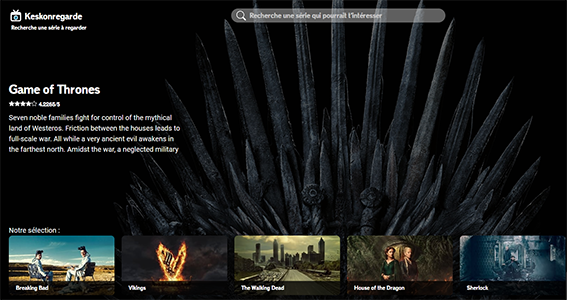 Keskonregarde
Recherche une série à regarder
Recherche une série qui pourrait t'intéresser
Game of Thrones
4.2265/5
Seven noble families fight for control of the mythical
land of Westeros. Friction between the houses leads to
full-scale war. All while a very ancient evil awakens in
the farthest north. Amidst the war, a neglected military
Notre sélection :
Breaking Bad
Vikings
The Walking Dead
House of the Dragon
Sherlock